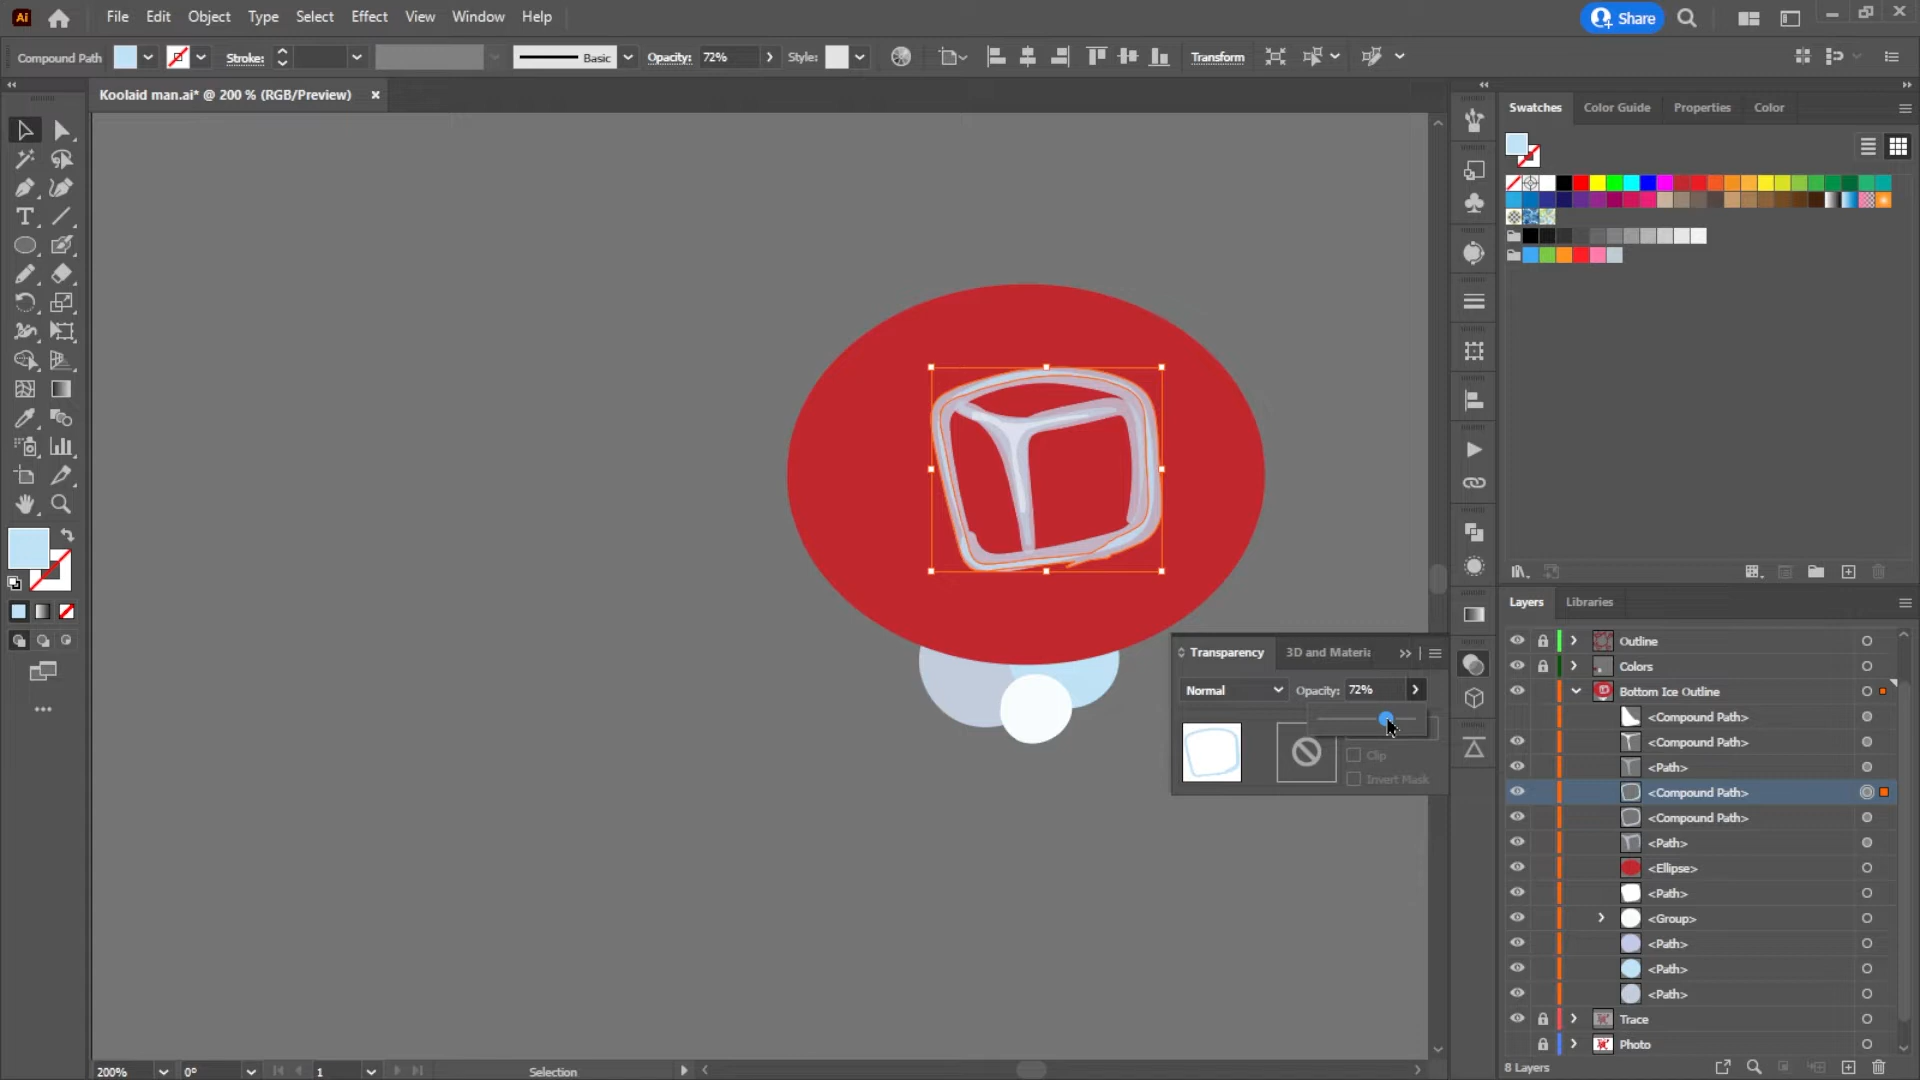 Ai File Edit Object Type Select Effect View Window Help Share
Compound Path Stroke: Basic Opacity: 72% Style: Transform
Koolaid man.ai* @ 200 % (RGB/Preview)
Swatches Color Guide Properties Color
Layers Libraries
Outline
Colors
Bottom Ice Outline
<Compound Path>
<Compound Path>
<Path>
<Compound Path>
<Compound Path>
<Path>
<Ellipse>
<Path>
<Group>
<Path>
<Path>
<Path>
Trace
Photo
8 Layers
Transparency 3D and Materia
Normal Opacity: 72%
Clip
Invert Mask
200% 0° 1 Selection